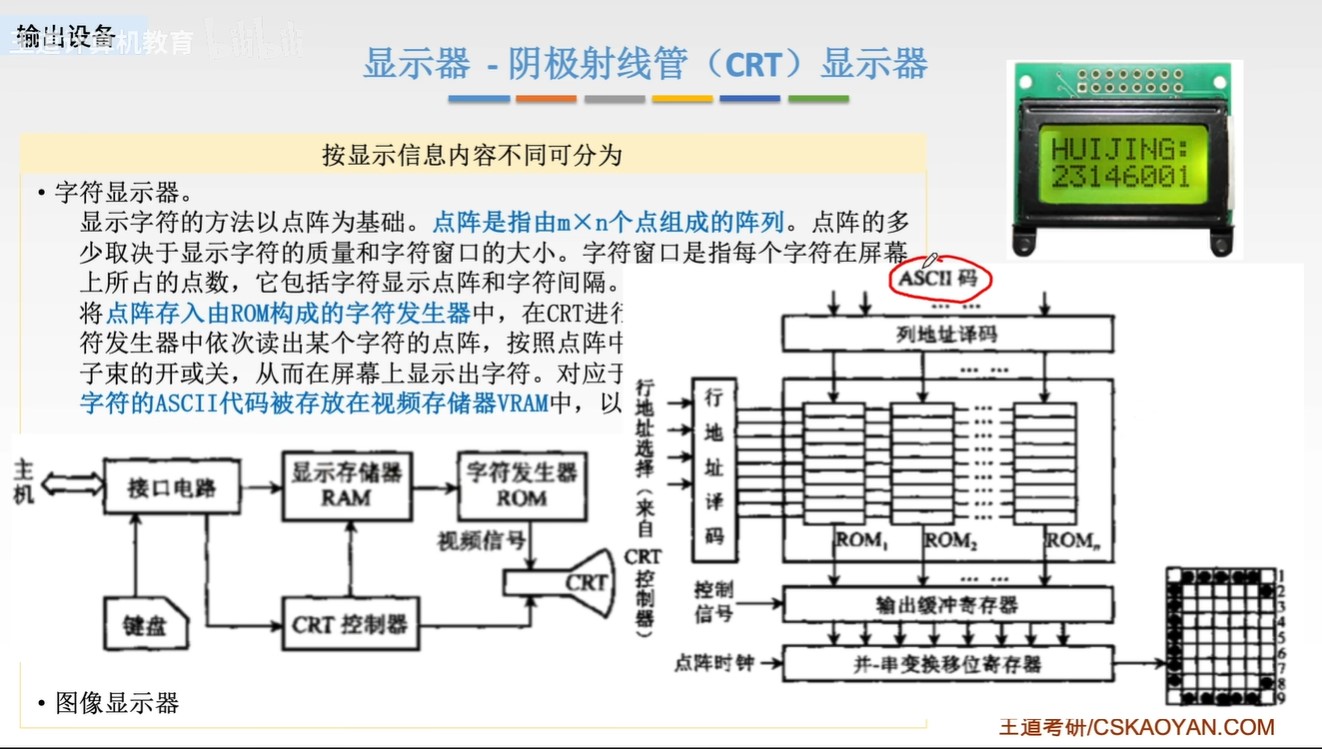 输出设备
王道计算机教育
显示器 - 阴极射线管（CRT）显示器
按显示信息内容不同可分为
• 字符显示器。
显示字符的方法以点阵为基础。点阵是指由m×n个点组成的阵列。点阵的多
少取决于显示字符的质量和字符窗口的大小。字符窗口是指每个字符在屏幕
上所占的点数，它包括字符显示点阵和字符间隔。
将点阵存入由ROM构成的字符发生器中，在CRT进行
符发生器中依次读出某个字符的点阵，按照点阵中
子束的开或关，从而在屏幕上显示出字符。对应于
字符的ASCII代码被存放在视频存储器VRAM中，以
HUIJING:
23146001
主机
接口电路
显示存储器
RAM
字符发生器
ROM
视频信号
CRT
键盘
CRT 控制器
ASCII 码
... ...
列地址译码
... ...
行地址选择（来自CRT控制器）
行地址译码
...
...
...
...
...
ROM1
ROM2
ROMn
... ...
控制
信号
输出缓冲寄存器
点阵时钟
并-串变换移位寄存器
1
2
3
4
5
6
7
8
9
• 图像显示器
王道考研/CSKAOYAN.COM